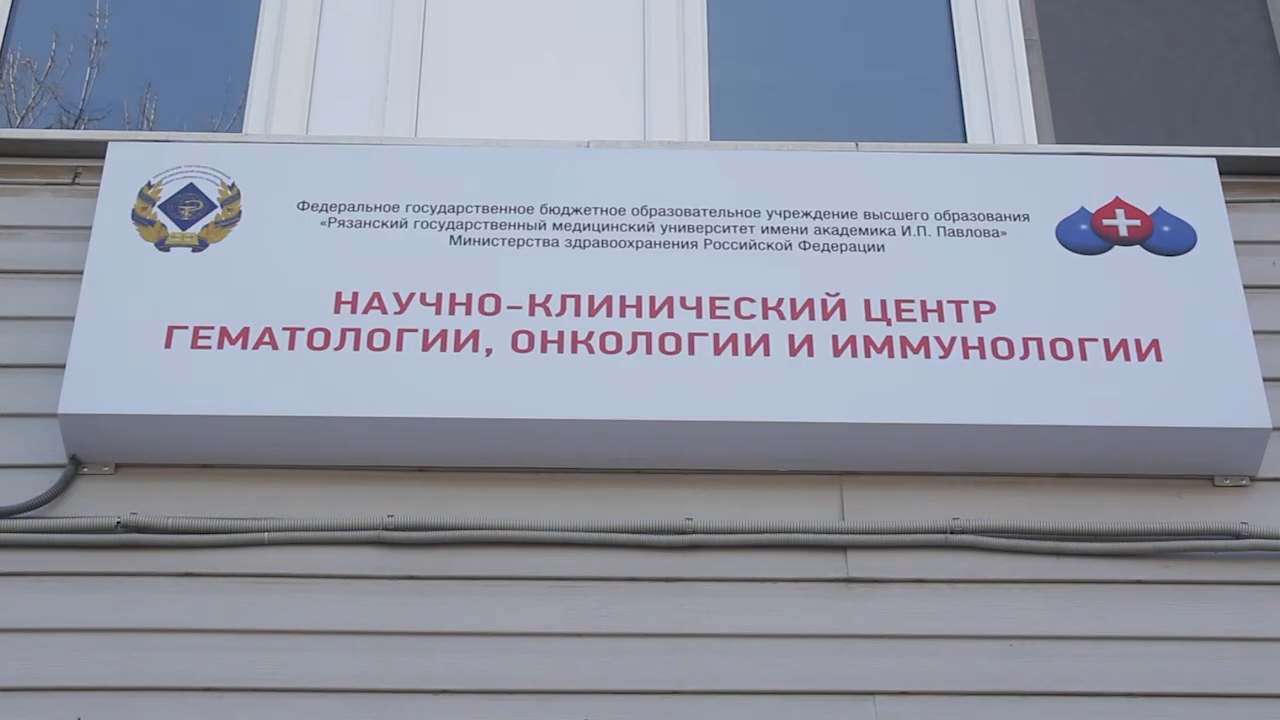 Федеральное государственное бюджетное образовательное учреждение высшего образования
«Рязанский государственный медицинский университет имени академика И.П. Павлова»
Министерства здравоохранения Российской Федерации
НАУЧНО-КЛИНИЧЕСКИЙ ЦЕНТР
ГЕМАТОЛОГИИ, ОНКОЛОГИИ И ИММУНОЛОГИИ